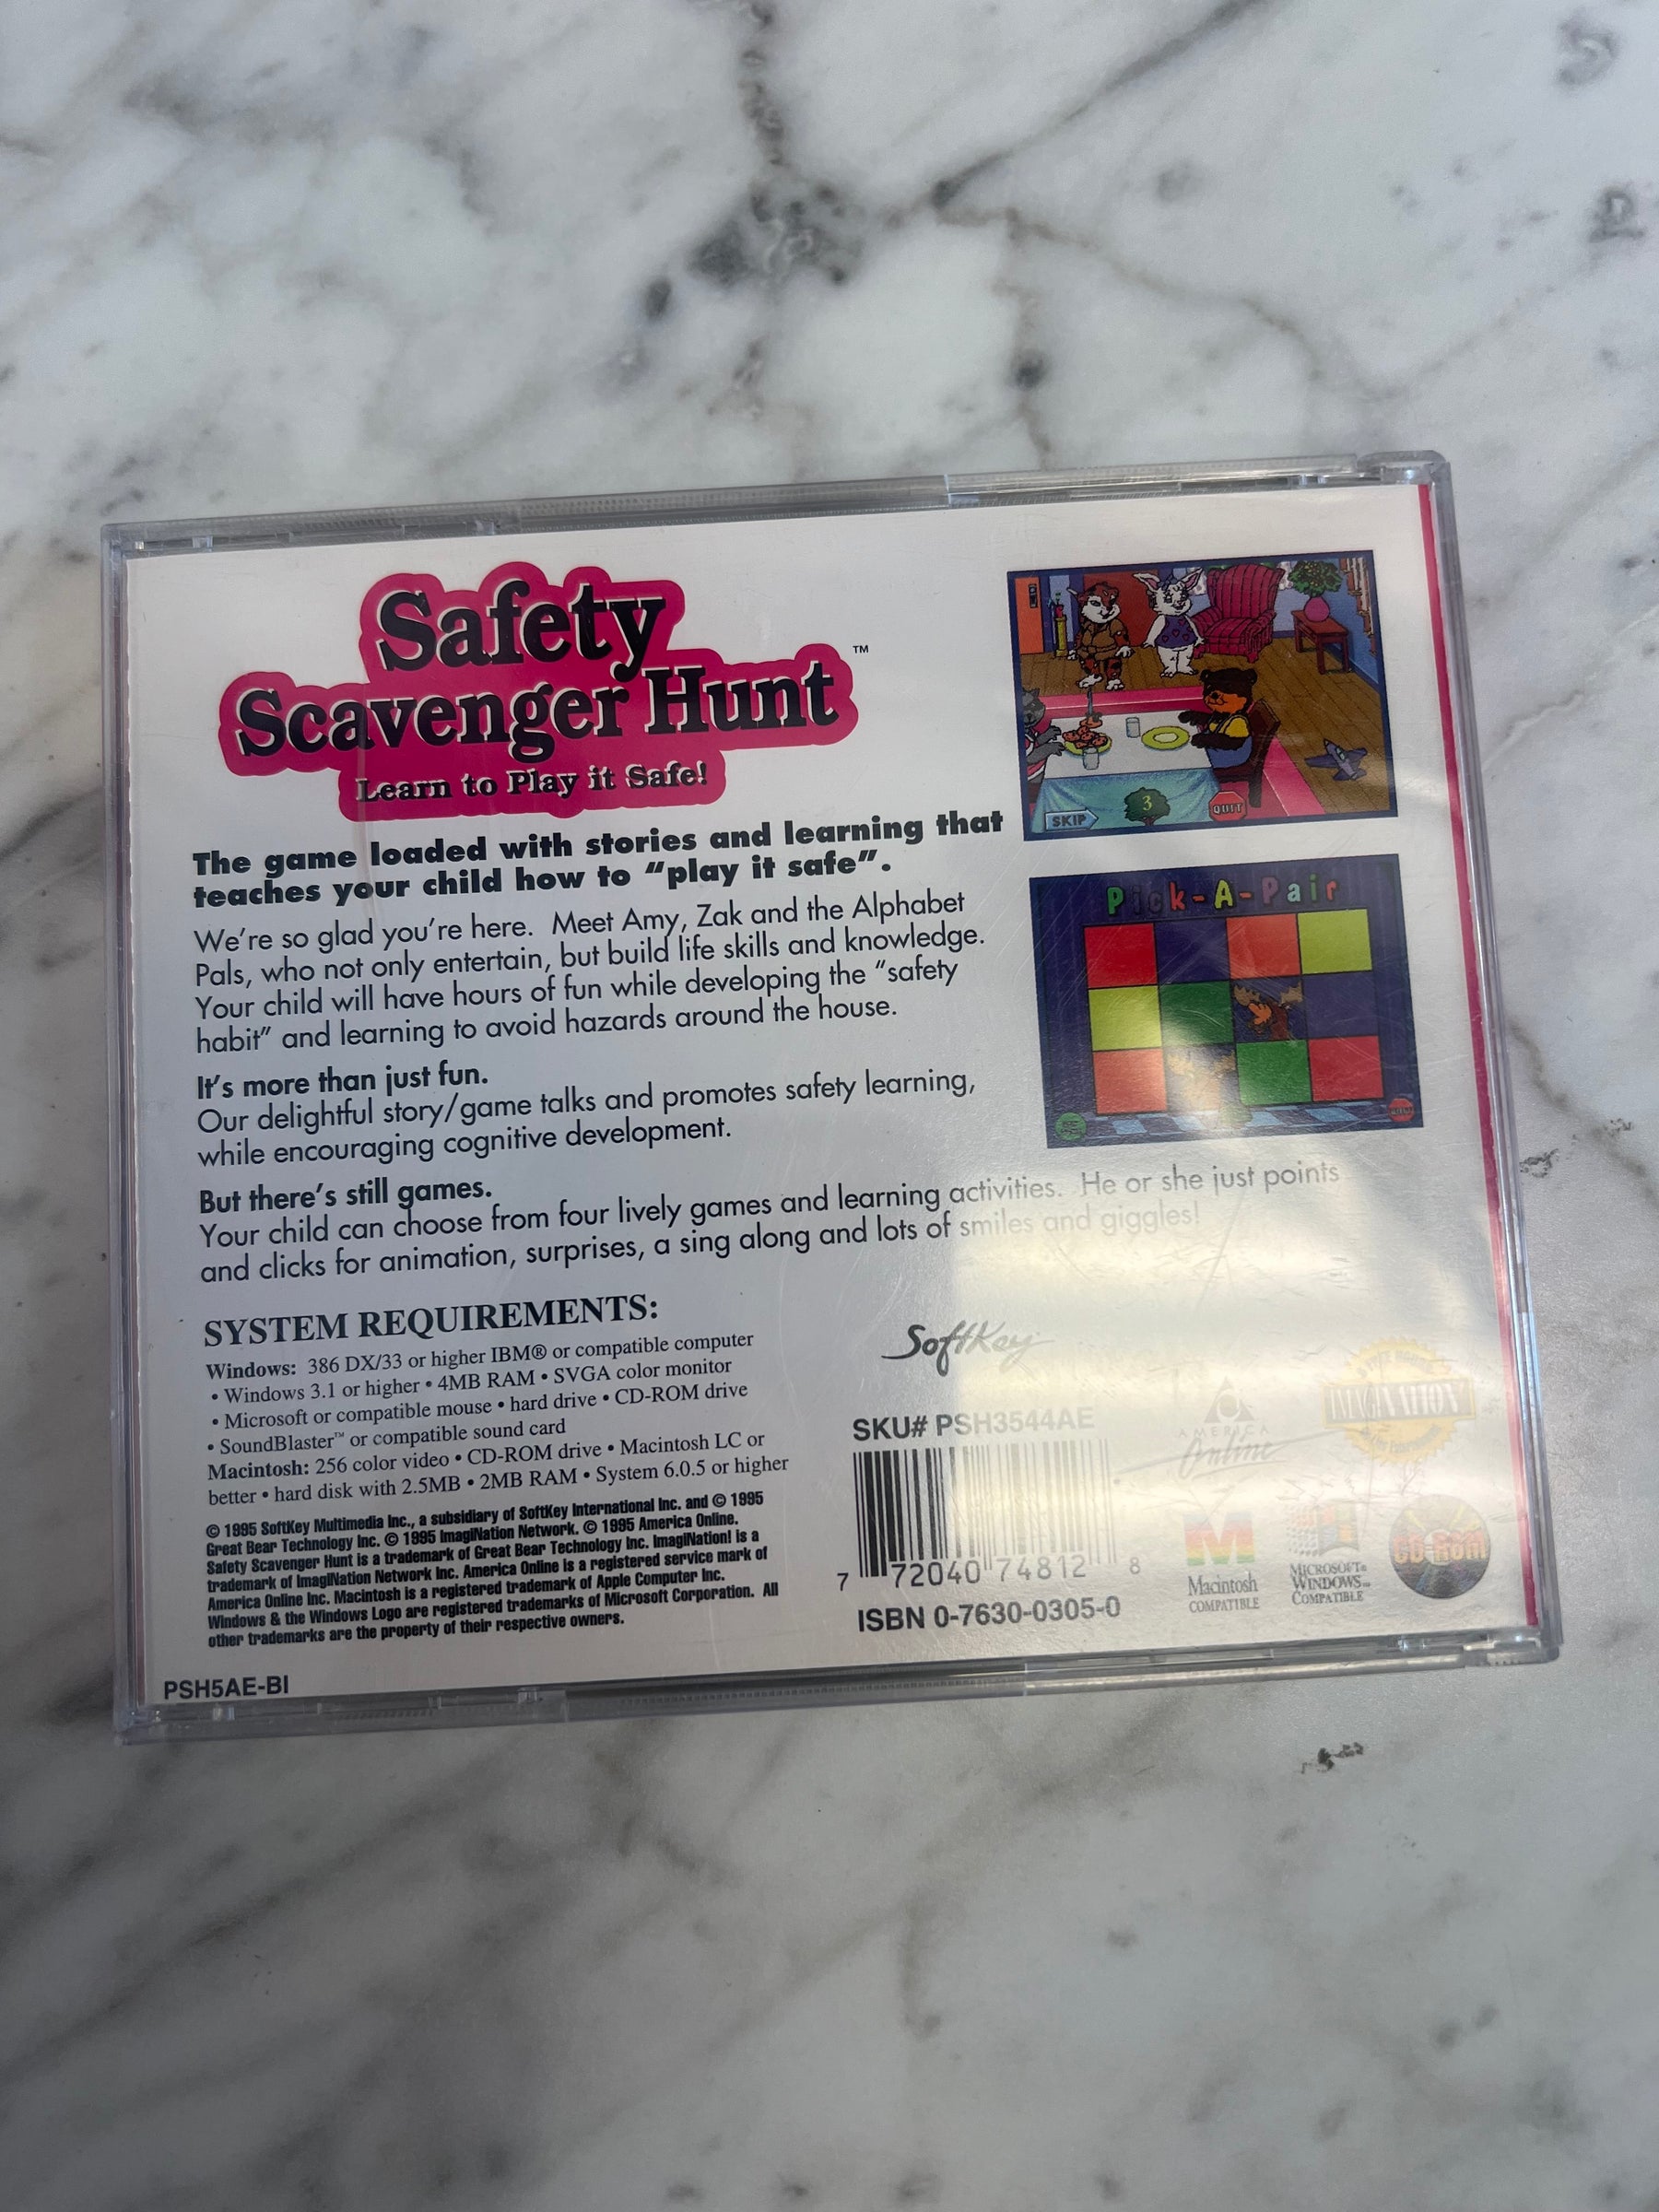 Safety
Scavenger Hunt ™
Learn to Play it Safe!
The game loaded with stories and learning that
teaches your child how to “play it safe”.
We’re so glad you’re here. Meet Amy, Zak and the Alphabet
Pals, who not only entertain, but build life skills and knowledge.
Your child will have hours of fun while developing the “safety
habit” and learning to avoid hazards around the house.
It’s more than just fun.
Our delightful story/game talks and promotes safety learning,
while encouraging cognitive development.
But there’s still games.
Your child can choose from four lively games and learning activities. He or she just points
and clicks for animation, surprises, a sing along and lots of smiles and giggles!
SKIP
3
QUIT
Pick-A-Pair
SYSTEM REQUIREMENTS:
Windows: 386 DX/33 or higher IBM® or compatible computer
• Windows 3.1 or higher • 4MB RAM • SVGA color monitor
• Microsoft or compatible mouse • hard drive • CD-ROM drive
• SoundBlaster™ or compatible sound card
Macintosh: 256 color video • CD-ROM drive • Macintosh LC or
better • hard disk with 2.5MB • 2MB RAM • System 6.0.5 or higher
© 1995 SoftKey Multimedia Inc., a subsidiary of SoftKey International Inc. and © 1995
Great Bear Technology Inc. © 1995 ImagiNation Network. © 1995 America Online.
Safety Scavenger Hunt is a trademark of Great Bear Technology Inc. ImagiNation! is a
trademark of ImagiNation Network Inc. America Online is a registered service mark of
America Online Inc. Macintosh is a registered trademark of Apple Computer Inc.
Windows & the Windows Logo are registered trademarks of Microsoft Corporation. All
other trademarks are the property of their respective owners.
PSH5AE-BI
SoftKey
SKU# PSH3544AE
7 72040 74812 8
ISBN 0-7630-0305-0
AMERICA
Online
IMAGINATION
Macintosh
COMPATIBLE
MICROSOFT®
WINDOWS™
COMPATIBLE
CD-ROM